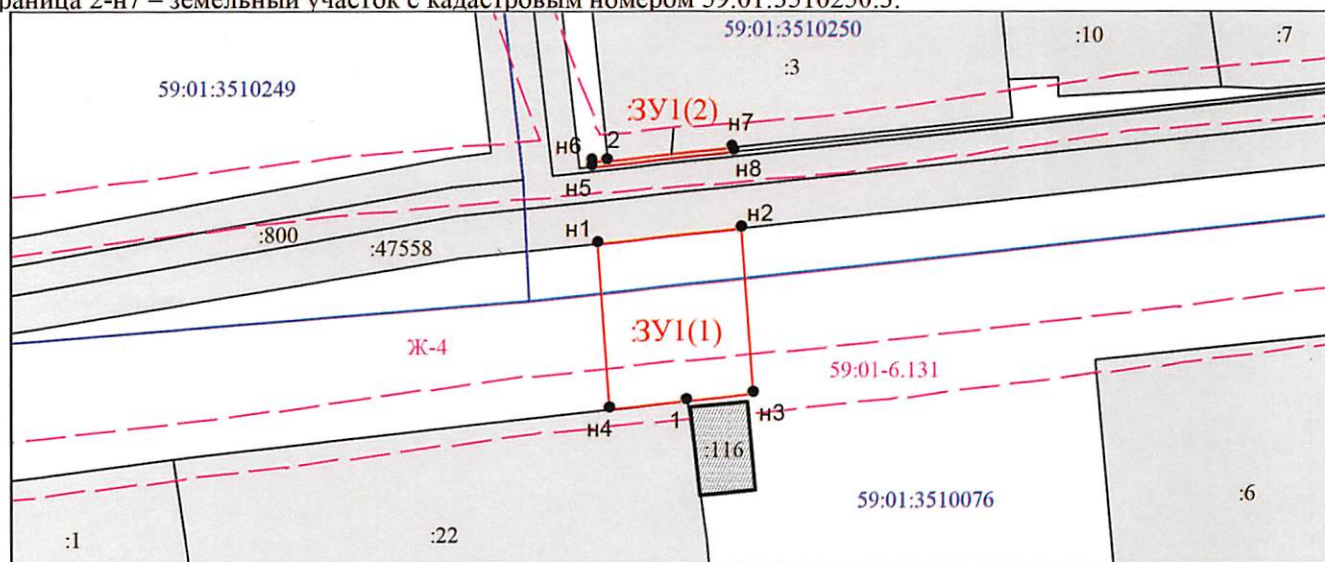 раница 2-н7 – земельный участок с кадастровым номером 59:01:3510250:3.
59:01:3510250
:10
:7
59:01:3510249
:3
:ЗУ1(2)
н7
н6
2
н8
н5
н2
н1
:800
:47558
:ЗУ1(1)
Ж-4
59:01-6.131
н3
1
н4
:116
59:01:3510076
:6
:22
:1